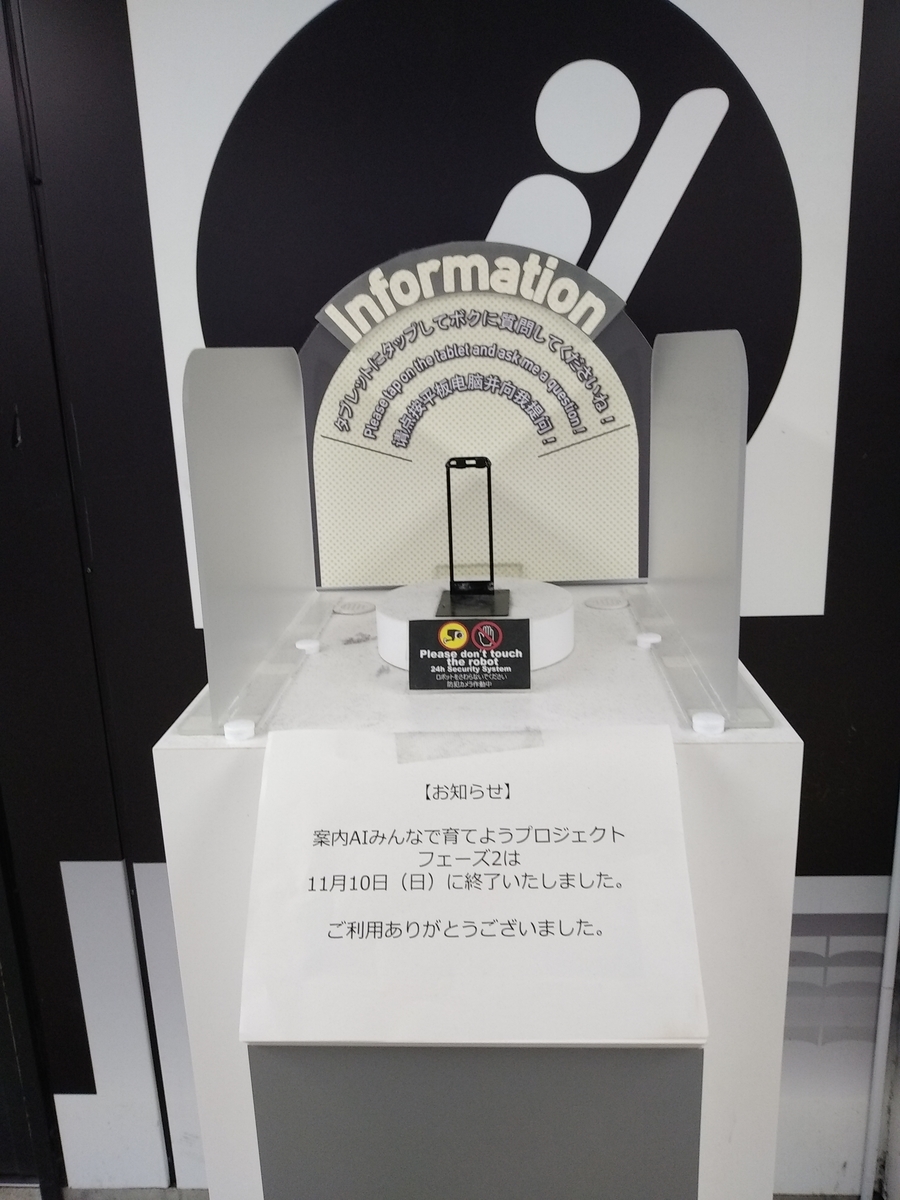 Information
タブレットにタップしてボクに質問してくださいね！
Please tap on the tablet and ask me a question!
请点按平板电脑并向我提问！
Please don't touch
the robot
24h Security System
ロボットをさわらないでください
防犯カメラ作動中
【お知らせ】
案内AIみんなで育てようプロジェクト
フェーズ2は
11月10日（日）に終了いたしました。
ご利用ありがとうございました。